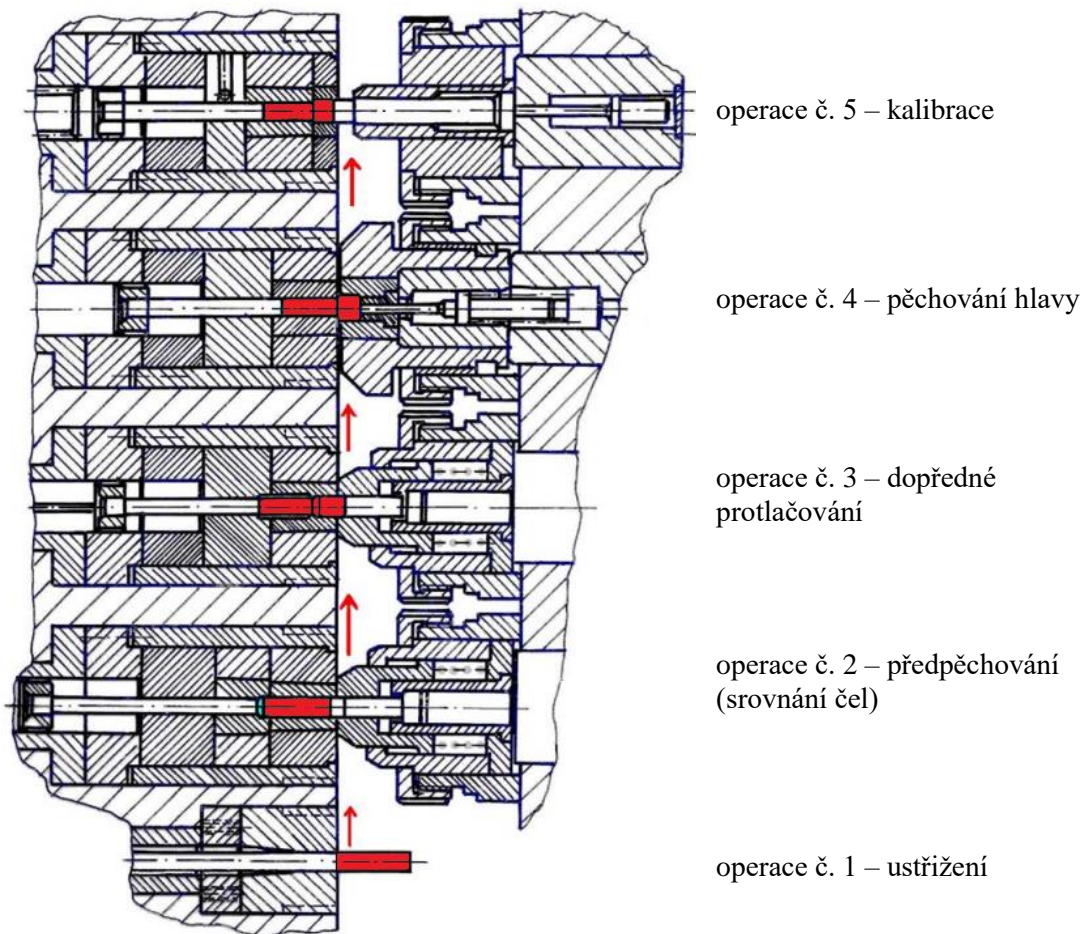 operace č. 5 – kalibrace
operace č. 4 – pěchování hlavy
operace č. 3 – dopředné
protlačování
operace č. 2 – předpěchování
(srovnání čel)
operace č. 1 – ustřižení